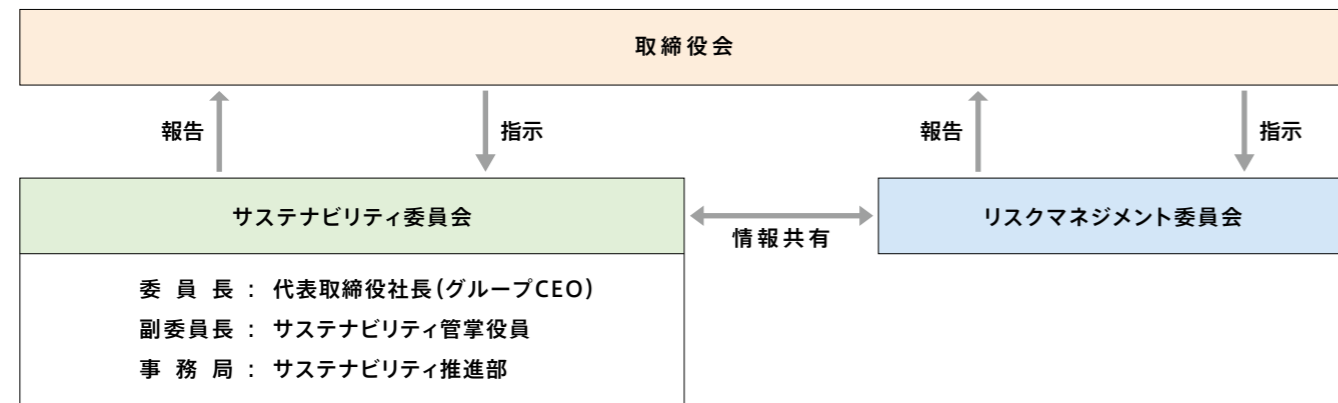 取締役会
報告
指示
報告
指示
サステナビリティ委員会
情報共有
リスクマネジメント委員会
委員長：代表取締役社長（グループCEO）
副委員長：サステナビリティ管掌役員
事務局：サステナビリティ推進部